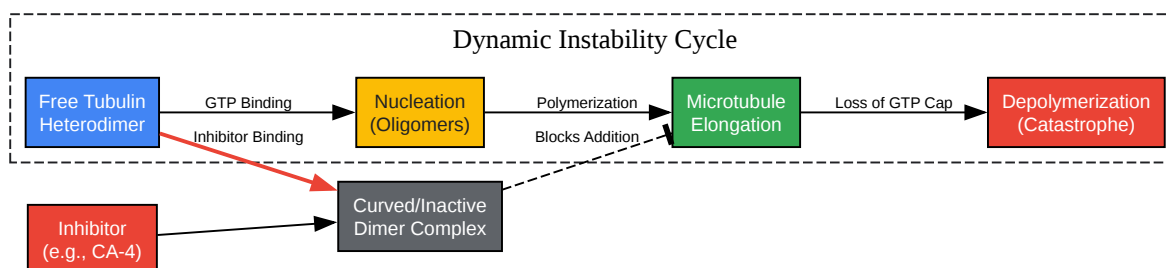 Dynamic Instability Cycle
Free Tubulin
Heterodimer
GTP Binding
Nucleation
(Oligomers)
Polymerization
Microtubule
Elongation
Loss of GTP Cap
Depolymerization
(Catastrophe)
Inhibitor Binding
Blocks Addition
Curved/Inactive
Dimer Complex
Inhibitor
(e.g., CA-4)